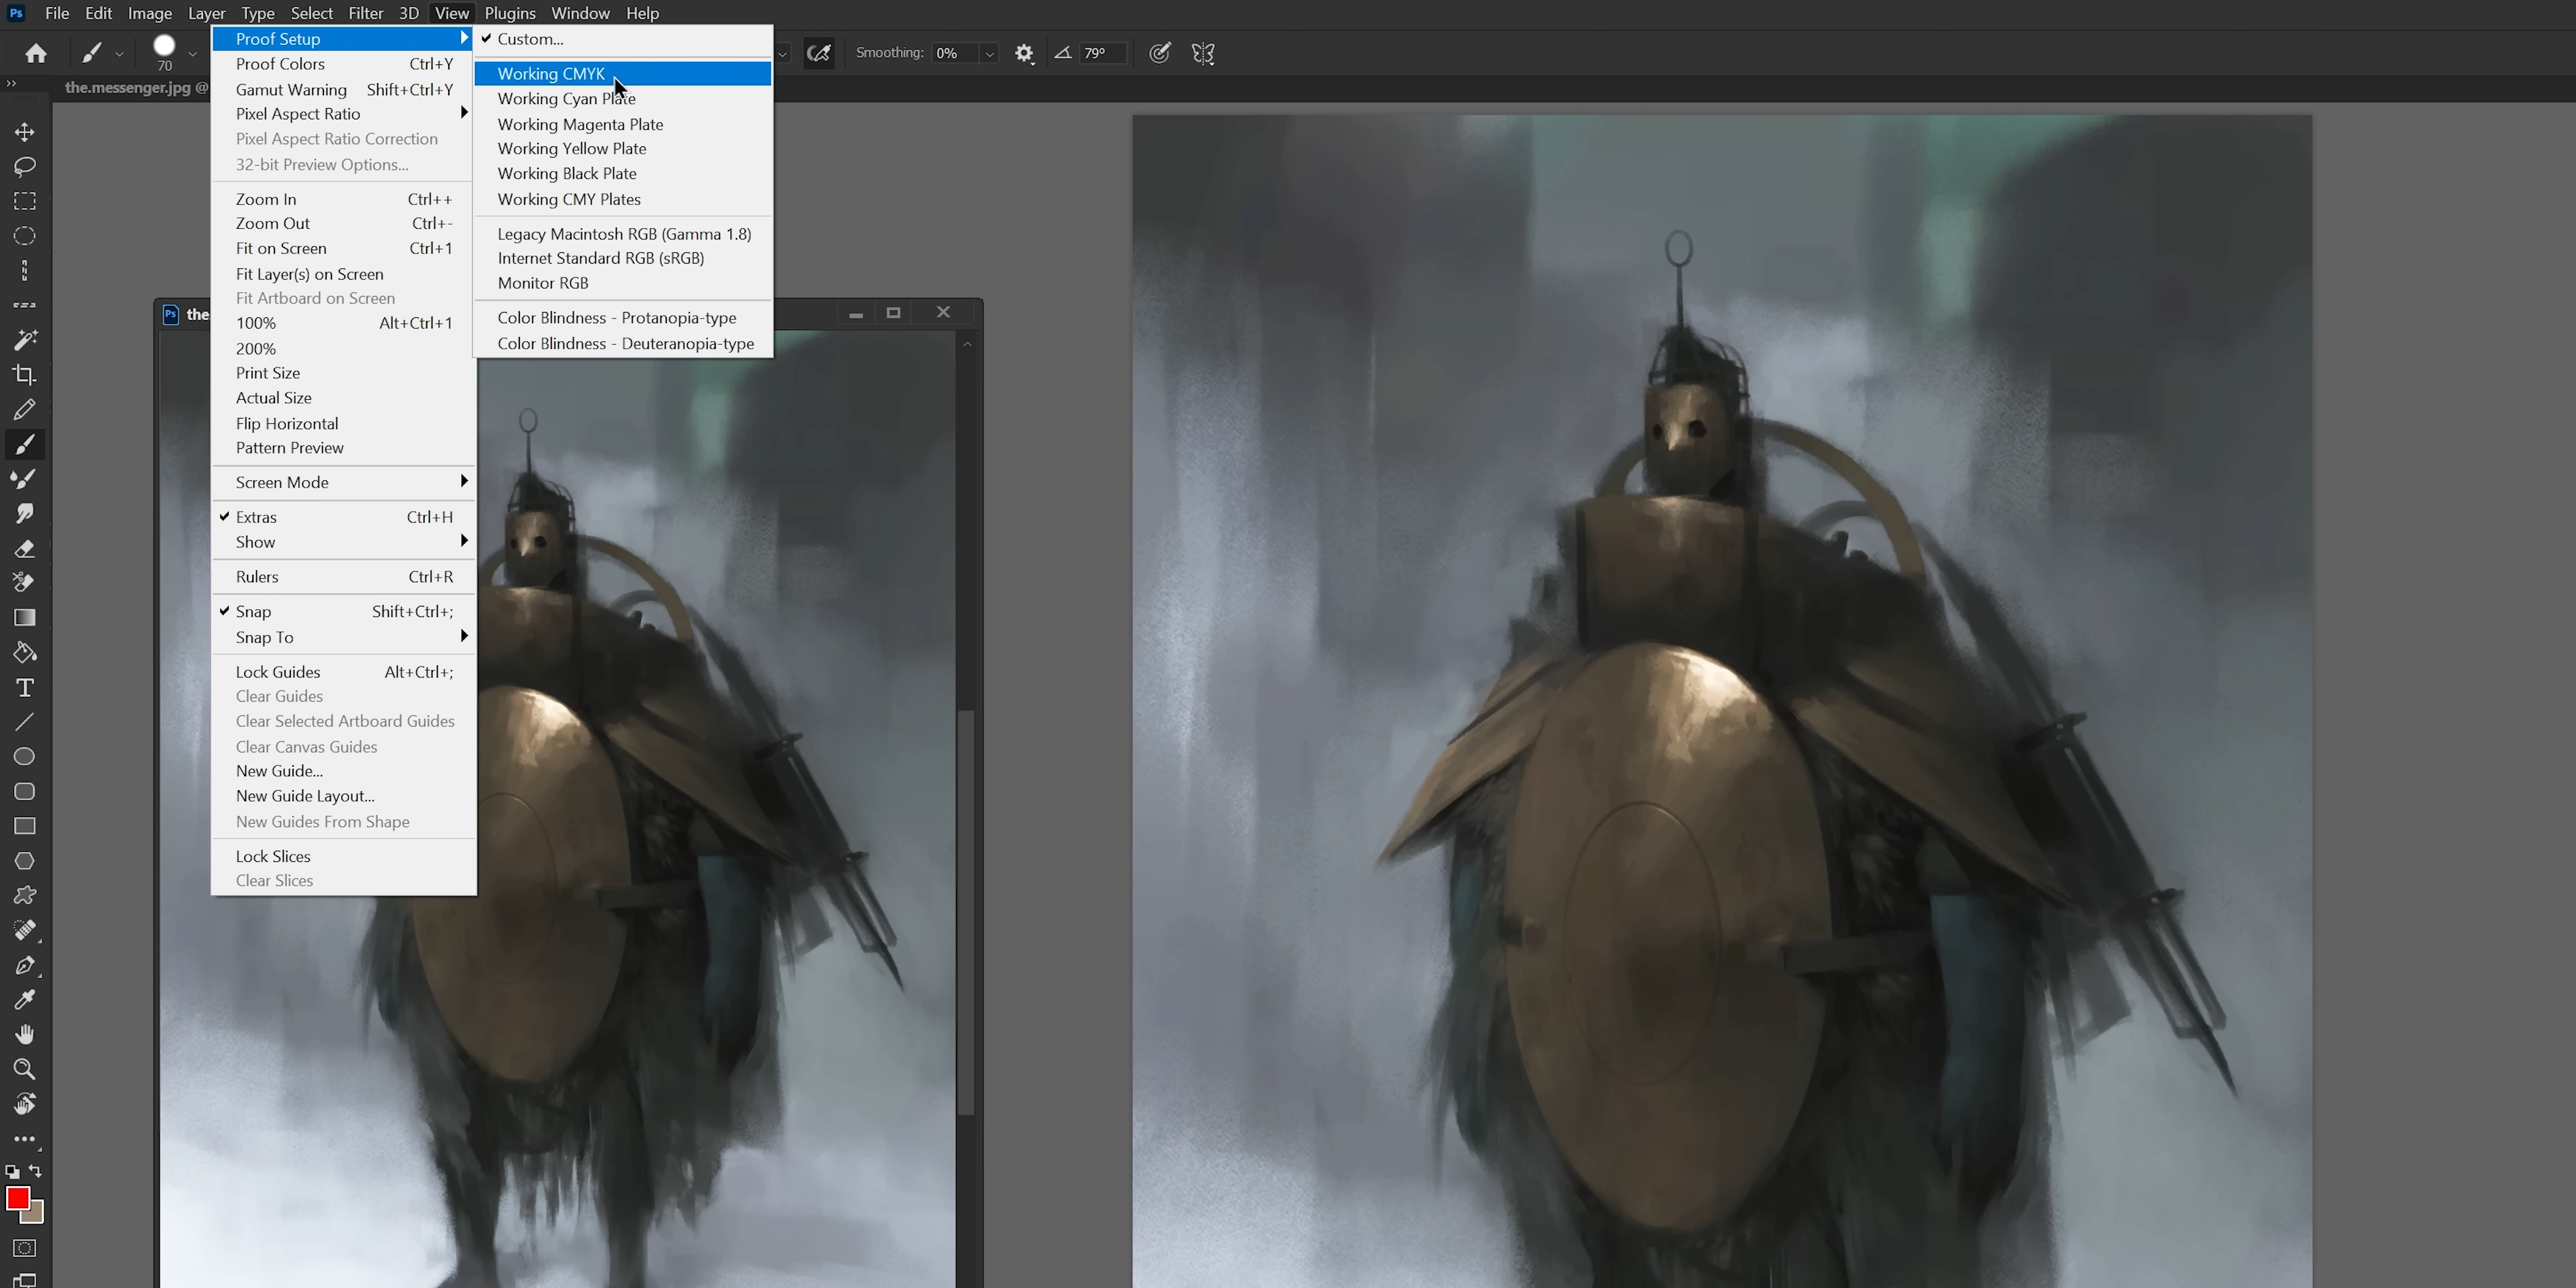 Ps File Edit Image Layer Type Select Filter 3D View Plugins Window Help
70
Smoothing: 0%
79°
the.messenger.jpg @
Proof Setup
Proof Colors Ctrl+Y
Gamut Warning Shift+Ctrl+Y
Pixel Aspect Ratio
Pixel Aspect Ratio Correction
32-bit Preview Options...
Zoom In Ctrl++
Zoom Out Ctrl+-
Fit on Screen Ctrl+1
Fit Layer(s) on Screen
Fit Artboard on Screen
100% Alt+Ctrl+1
200%
Print Size
Actual Size
Flip Horizontal
Pattern Preview
Screen Mode
Extras Ctrl+H
Show
Rulers Ctrl+R
Snap Shift+Ctrl+;
Snap To
Lock Guides Alt+Ctrl+;
Clear Guides
Clear Selected Artboard Guides
Clear Canvas Guides
New Guide...
New Guide Layout...
New Guides From Shape
Lock Slices
Clear Slices
Custom...
Working CMYK
Working Cyan Plate
Working Magenta Plate
Working Yellow Plate
Working Black Plate
Working CMY Plates
Legacy Macintosh RGB (Gamma 1.8)
Internet Standard RGB (sRGB)
Monitor RGB
Color Blindness - Protanopia-type
Color Blindness - Deuteranopia-type
Ps the